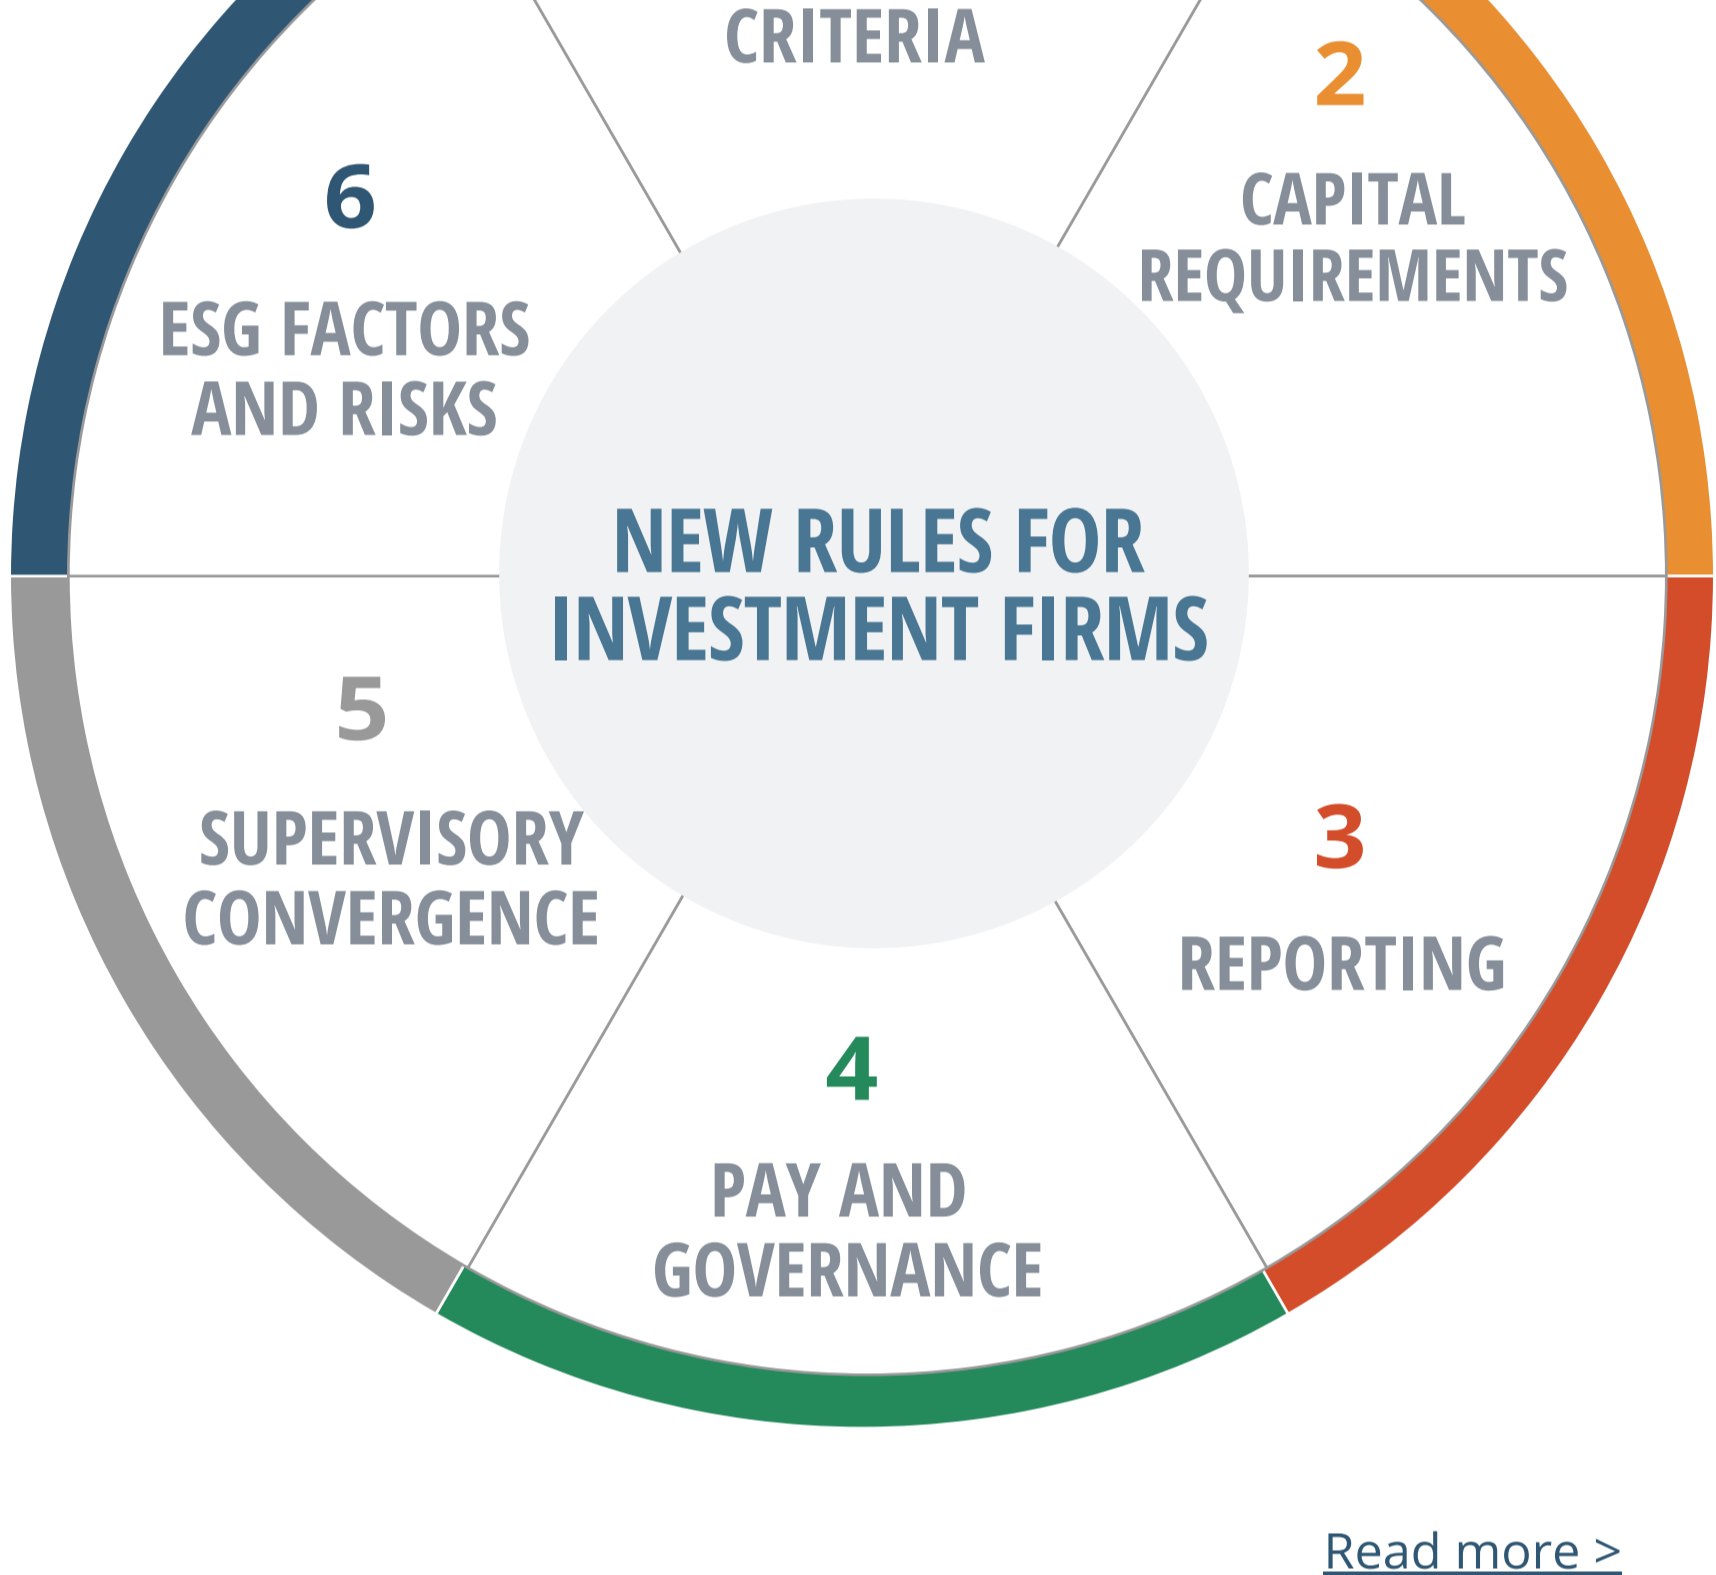 CRITERIA
2
CAPITAL
REQUIREMENTS
3
REPORTING
4
PAY AND
GOVERNANCE
5
SUPERVISORY
CONVERGENCE
6
ESG FACTORS
AND RISKS
NEW RULES FOR
INVESTMENT FIRMS
Read more >